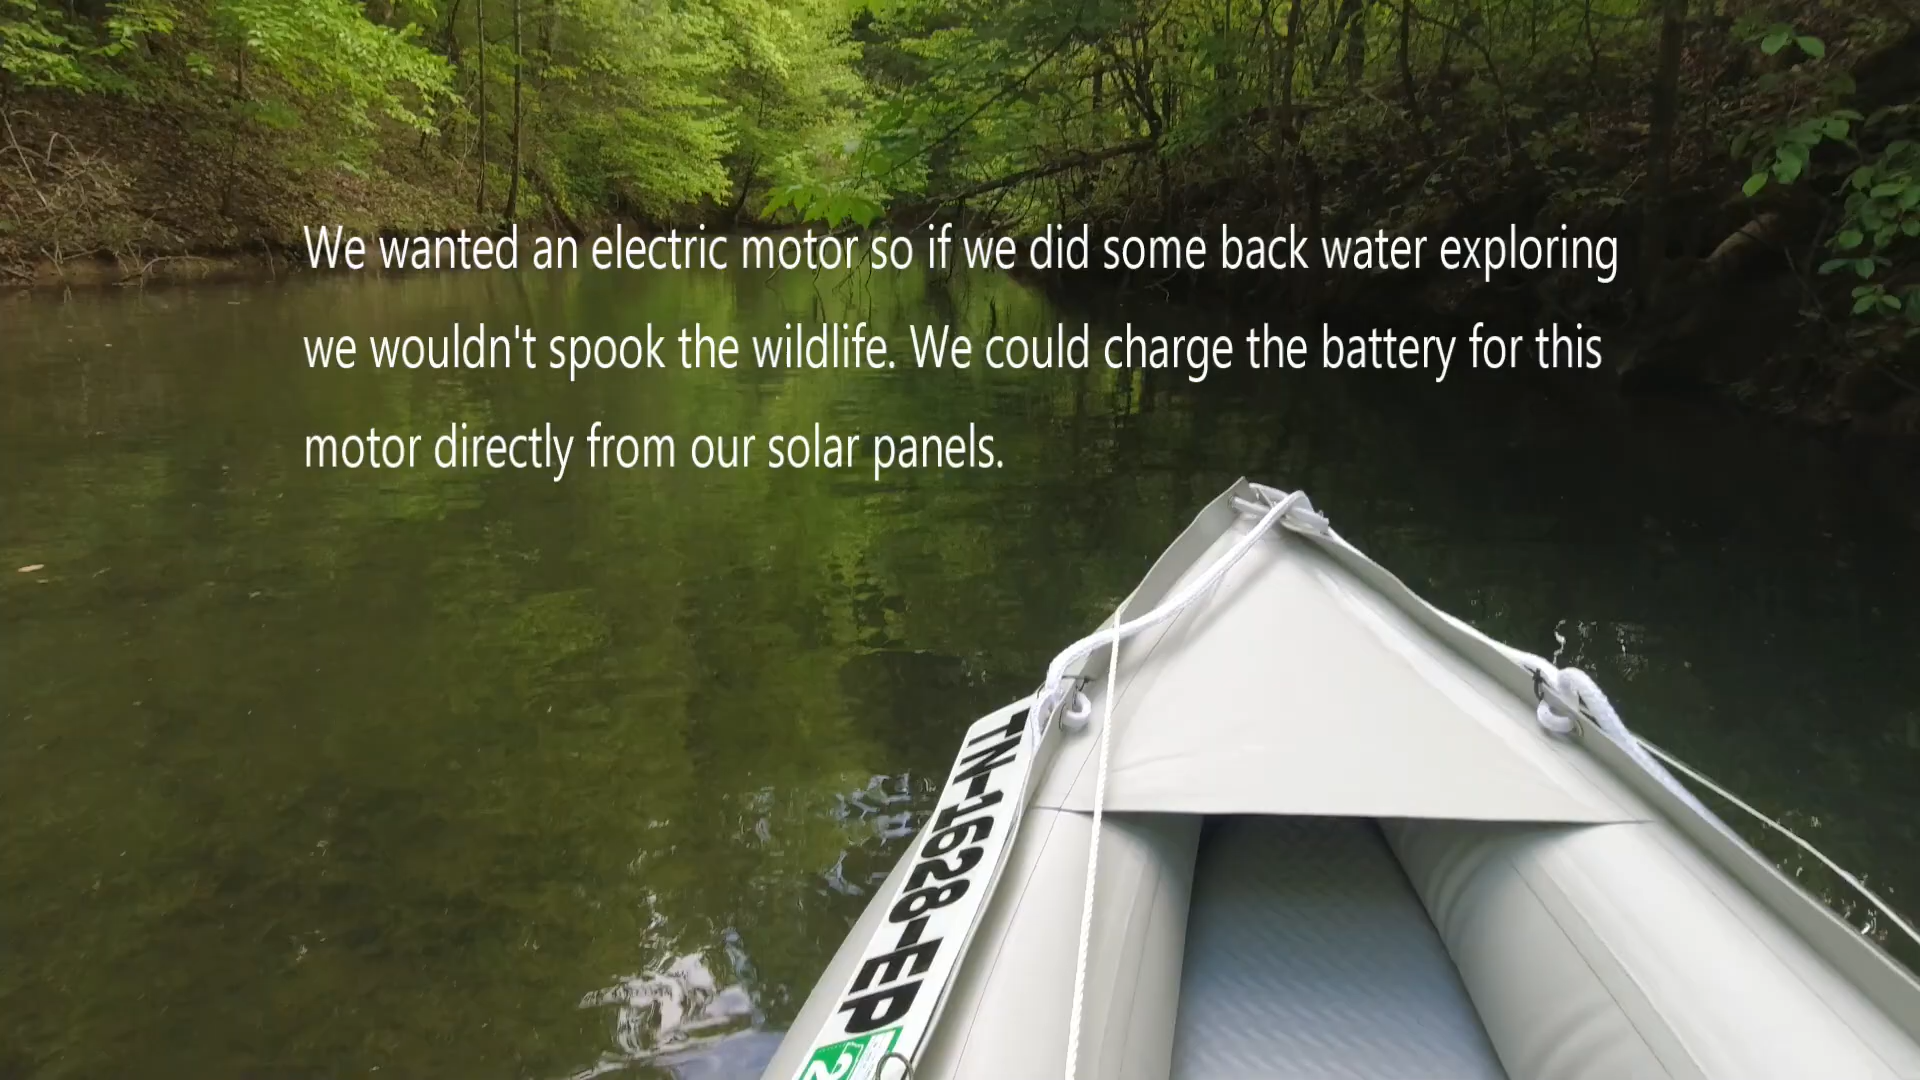 We wanted an electric motor so if we did some back water exploring
we wouldn't spook the wildlife. We could charge the battery for this
motor directly from our solar panels.
TN-1628-EP
2